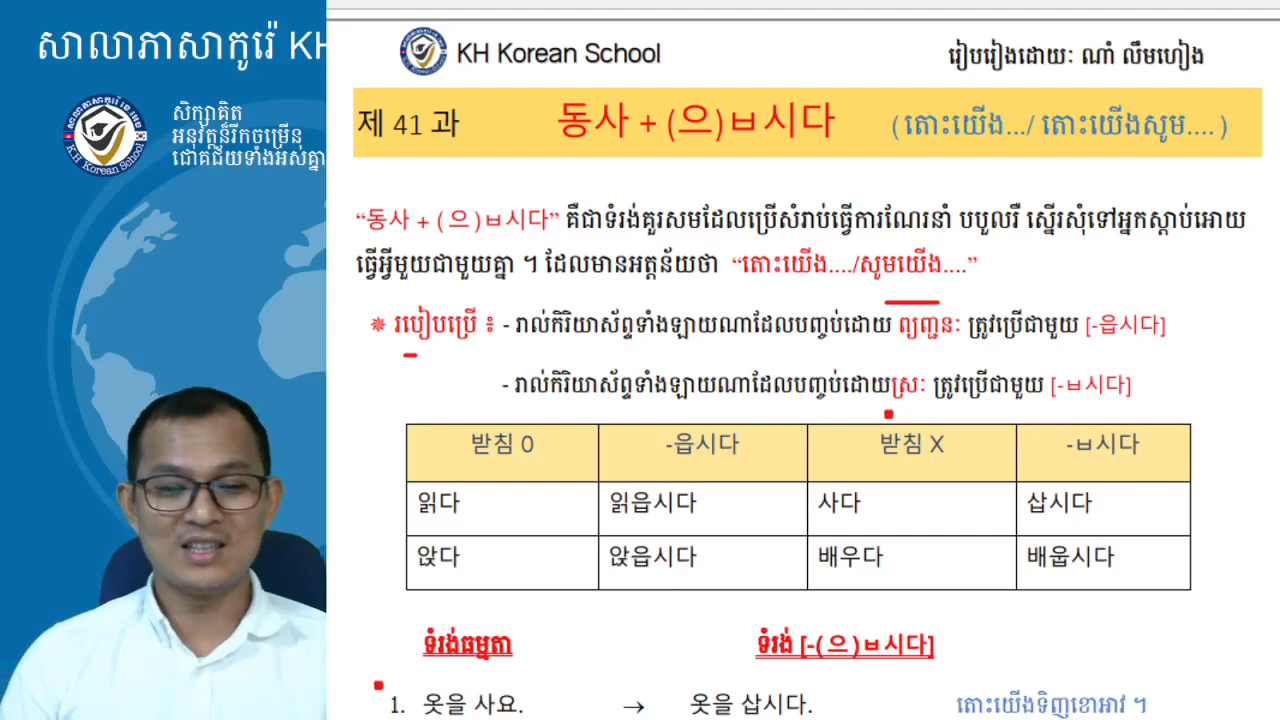 សាលាភាសាកូរ៉េ KH
សិក្សាគិត
អនុវត្តន៍រីកចម្រើន
ជោគជ័យទាំងអស់គ្នា
KH Korean School
រៀបរៀងដោយៈ ណាំ លឹមហៀង
제 41 과 동사 + (으)ㅂ시다 ( តោះយើង.../ តោះយើងសូម.... )
“동사 + ( 으 )ㅂ시다” គឺជាទំរង់គួរសមដែលប្រើសំរាប់ធ្វើការណែរនាំ បបួលរឺ ស្នើរសុំទៅអ្នកស្តាប់អោយ
ធ្វើអ្វីមួយជាមួយគ្នា ។ ដែលមានអត្តន័យថា “តោះយើង..../សូមយើង....”
✵ របៀបប្រើ ៖ - រាល់កិរិយាស័ព្ទទាំងឡាយណាដែលបញ្ចប់ដោយ ព្យញ្ជនៈ ត្រូវប្រើជាមួយ [-읍시다]
- រាល់កិរិយាស័ព្ទទាំងឡាយណាដែលបញ្ចប់ដោយស្រៈ ត្រូវប្រើជាមួយ [-ㅂ시다]
받침 0 -읍시다 받침 X -ㅂ시다
읽다 읽읍시다 사다 삽시다
앉다 앉읍시다 배우다 배웁시다
ទំរង់ធម្មតា ទំរង់ [-(으)ㅂ시다]
1. 옷을 사요. → 옷을 삽시다. តោះយើងទិញខោអាវ ។